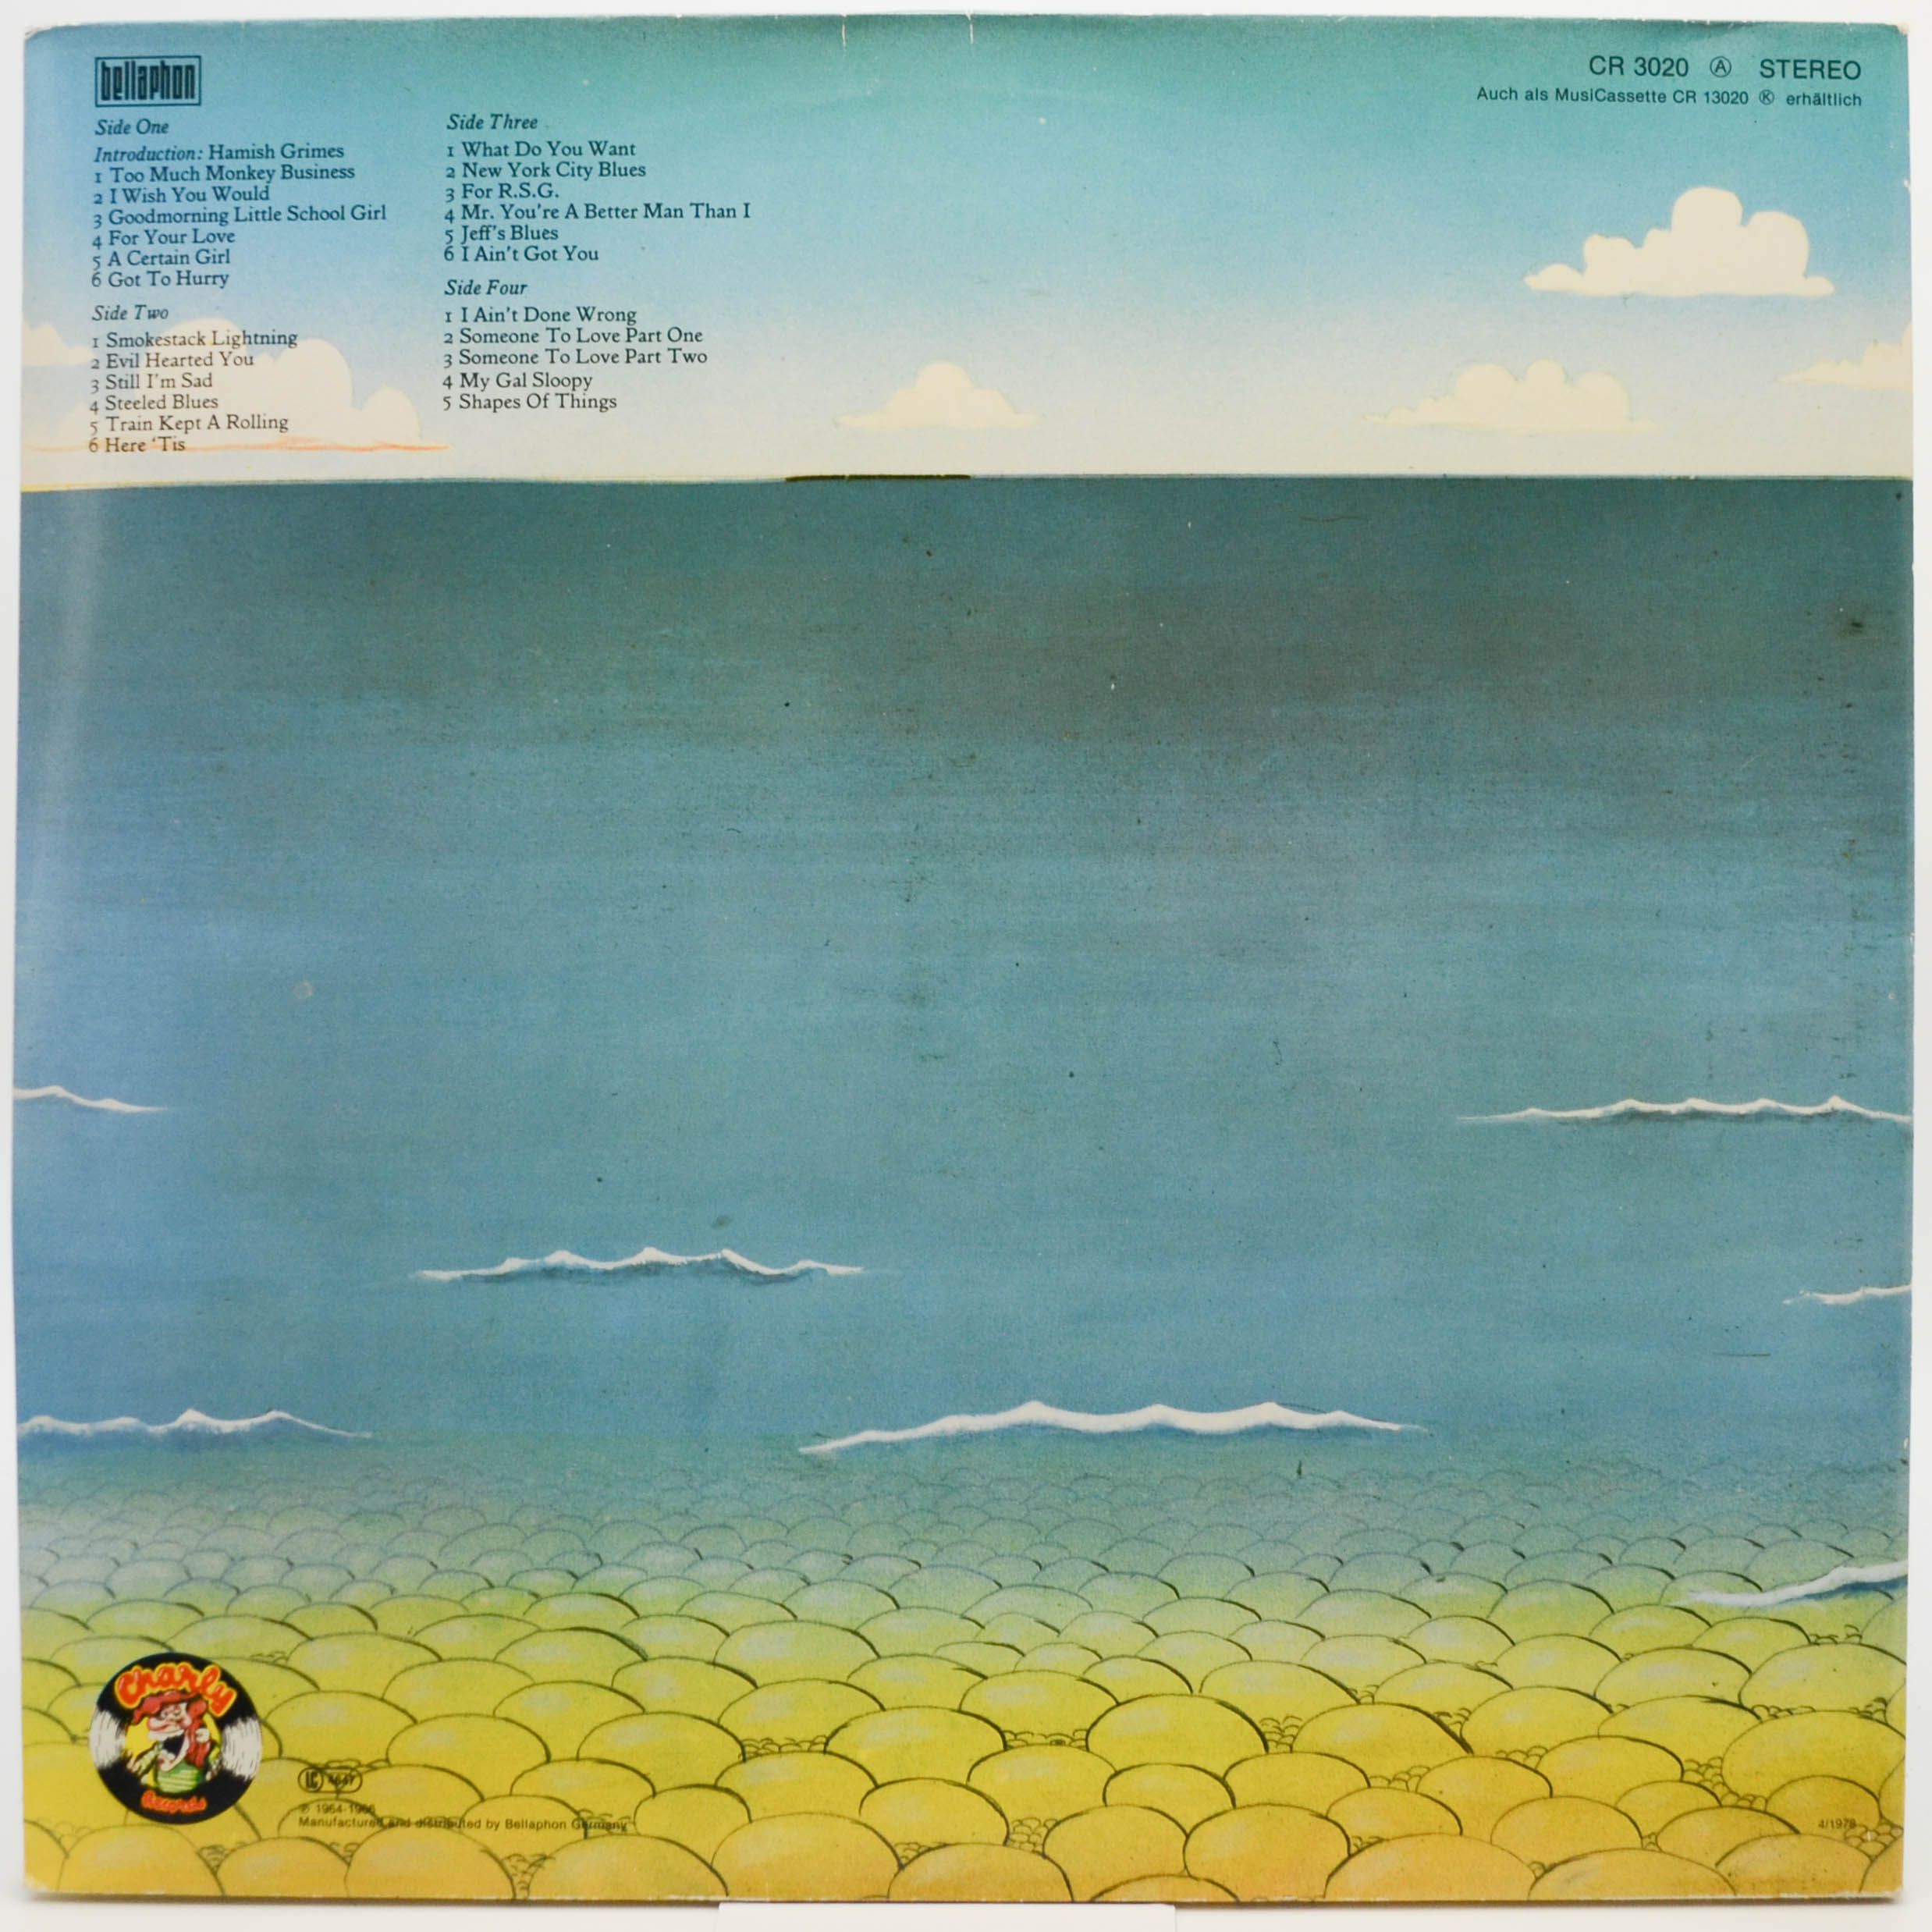 bellaphon
Side One
Introduction: Hamish Grimes
1 Too Much Monkey Business
2 I Wish You Would
3 Goodmorning Little School Girl
4 For Your Love
5 A Certain Girl
6 Got To Hurry
Side Two
1 Smokestack Lightning
2 Evil Hearted You
3 Still I'm Sad
4 Steeled Blues
5 Train Kept A Rolling
6 Here 'Tis
Side Three
1 What Do You Want
2 New York City Blues
3 For R.S.G.
4 Mr. You're A Better Man Than I
5 Jeff's Blues
6 I Ain't Got You
Side Four
1 I Ain't Done Wrong
2 Someone To Love Part One
3 Someone To Love Part Two
4 My Gal Sloopy
5 Shapes Of Things
CR 3020 Ⓐ STEREO
Auch als MusiCassette CR 13020 Ⓚ erhältlich
Charly
Records
LC
℗ 1964-1966
Manufactured and distributed by Bellaphon Germany
4/1978